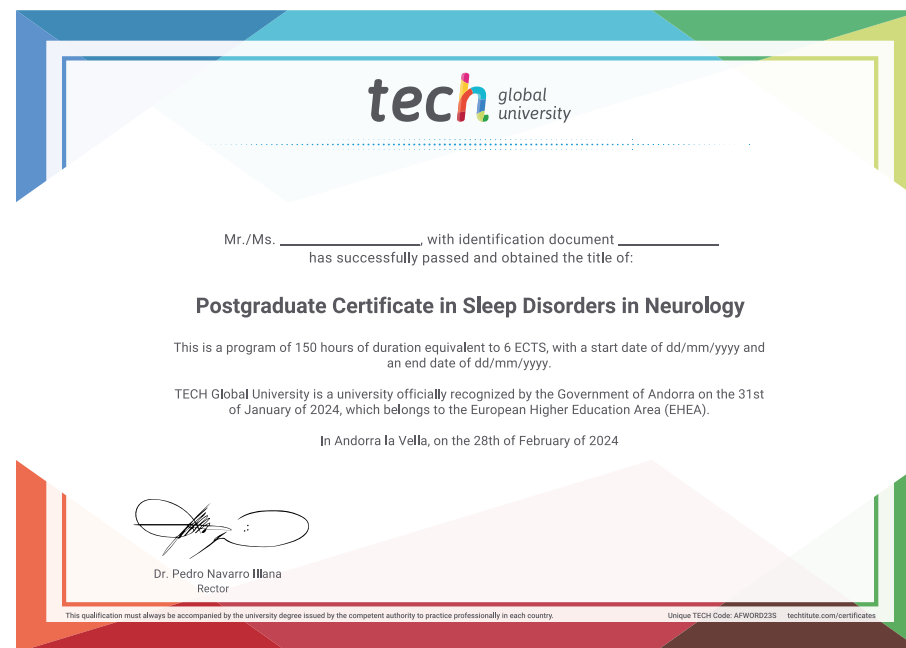 tech global university
Mr./Ms. ____________, with identification document _________
has successfully passed and obtained the title of:
Postgraduate Certificate in Sleep Disorders in Neurology
This is a program of 150 hours of duration equivalent to 6 ECTS, with a start date of dd/mm/yyyy and
an end date of dd/mm/yyyy.
TECH Global University is a university officially recognized by the Government of Andorra on the 31st
of January of 2024, which belongs to the European Higher Education Area (EHEA).
In Andorra la Vella, on the 28th of February of 2024
Dr. Pedro Navarro Illana
Rector
This qualification must always be accompanied by the university degree issued by the competent authority to practice professionally in each country.
Unique TECH Code: AFWORD23S techtitute.com/certificates